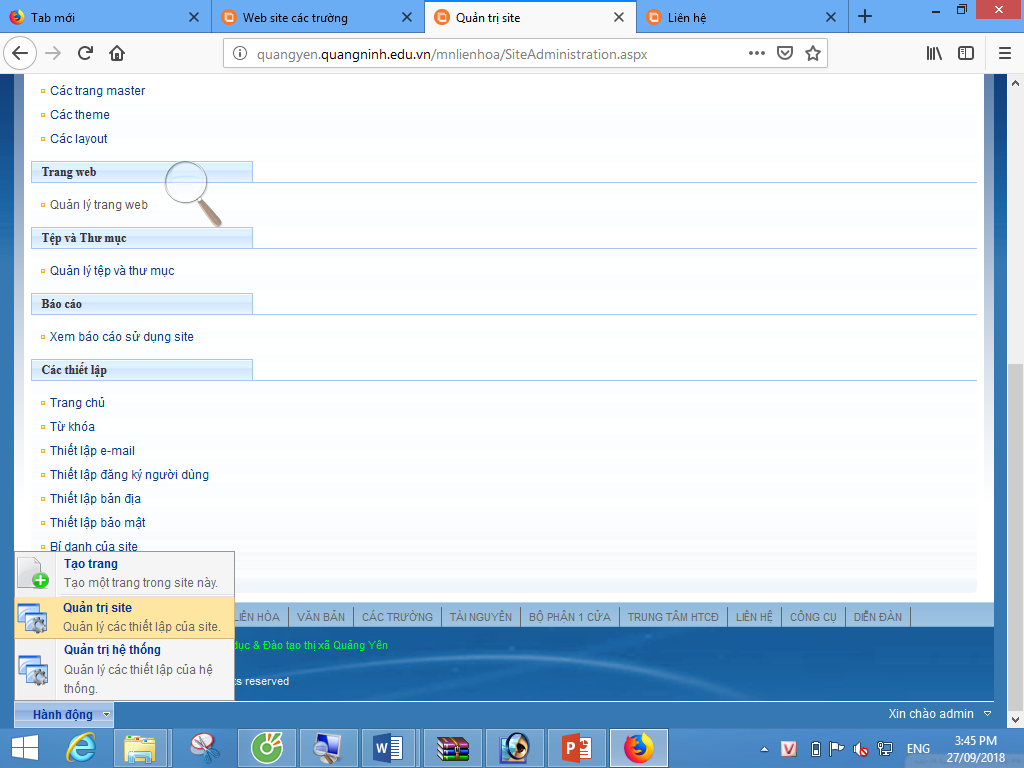 Tab mới
Web site các trường
Quản trị site
Liên hệ
quangyen.quangninh.edu.vn/mnlienhoa/SiteAdministration.aspx
Các trang master
Các theme
Các layout
Trang web
Quản lý trang web
Tệp và Thư mục
Quản lý tệp và thư mục
Báo cáo
Xem báo cáo sử dụng site
Các thiết lập
Trang chủ
Từ khóa
Thiết lập e-mail
Thiết lập đăng ký người dùng
Thiết lập bản địa
Thiết lập bảo mật
Bí danh của site
Tạo trang
Tạo một trang trong site này.
Quản trị site
Quản lý các thiết lập của site.
Quản trị hệ thống
Quản lý các thiết lập của hệ
thống.
LIÊN HÒA VĂN BẢN CÁC TRƯỜNG TÀI NGUYÊN BỘ PHẬN 1 CỬA TRUNG TÂM HTCĐ LIÊN HỆ CÔNG CỤ DIỄN ĐÀN
dục & Đào tạo thị xã Quảng Yên
ts reserved
Hành động
Xin chào admin
ENG
3:45 PM
27/09/2018